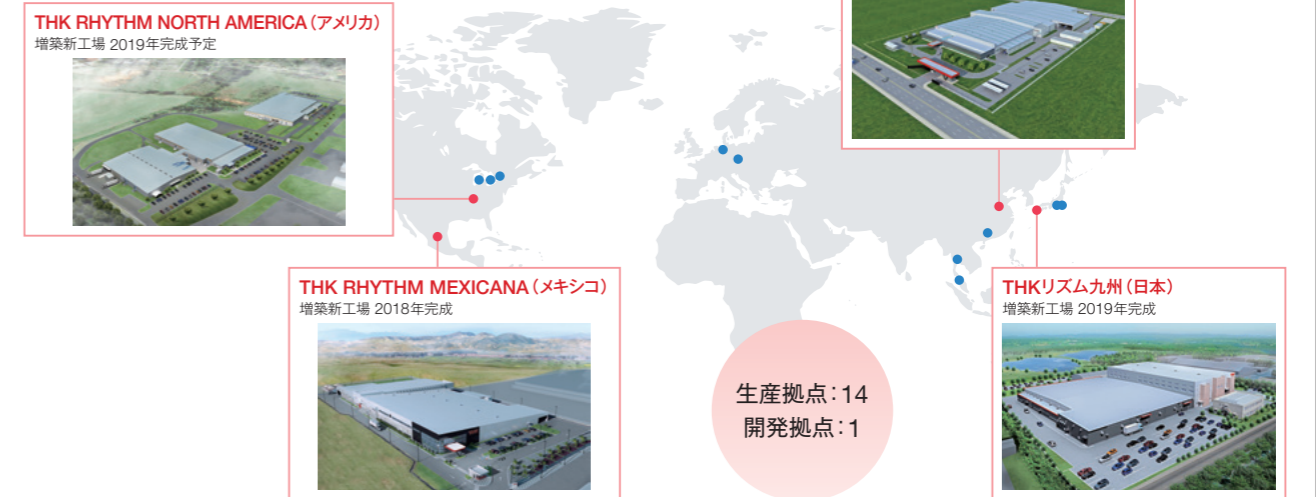 THK RHYTHM NORTH AMERICA（アメリカ）
増築新工場 2019年完成予定
THK RHYTHM MEXICANA（メキシコ）
増築新工場 2018年完成
生産拠点：14
開発拠点：1
THKリズム九州（日本）
増築新工場 2019年完成